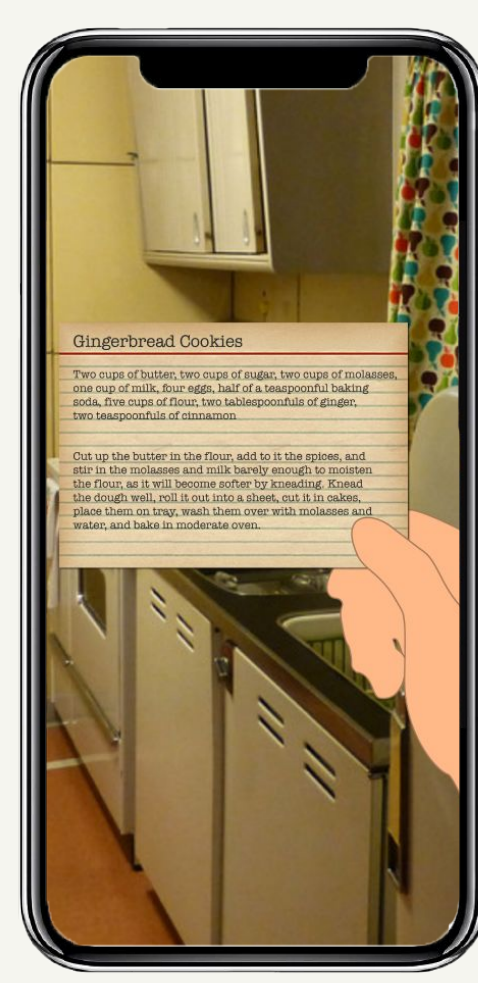 Gingerbread Cookies
Two cups of butter, two cups of sugar, two cups of molasses,
one cup of milk, four eggs, half of a teaspoonful baking
soda, five cups of flour, two tablespoonfuls of ginger,
two teaspoonfuls of cinnamon
Cut up the butter in the flour, add to it the spices, and
stir in the molasses and milk barely enough to moisten
the flour, as it will become softer by kneading. Knead
the dough well, roll it out into a sheet, cut it in cakes,
place them on tray, wash them over with molasses and
water, and bake in moderate oven.